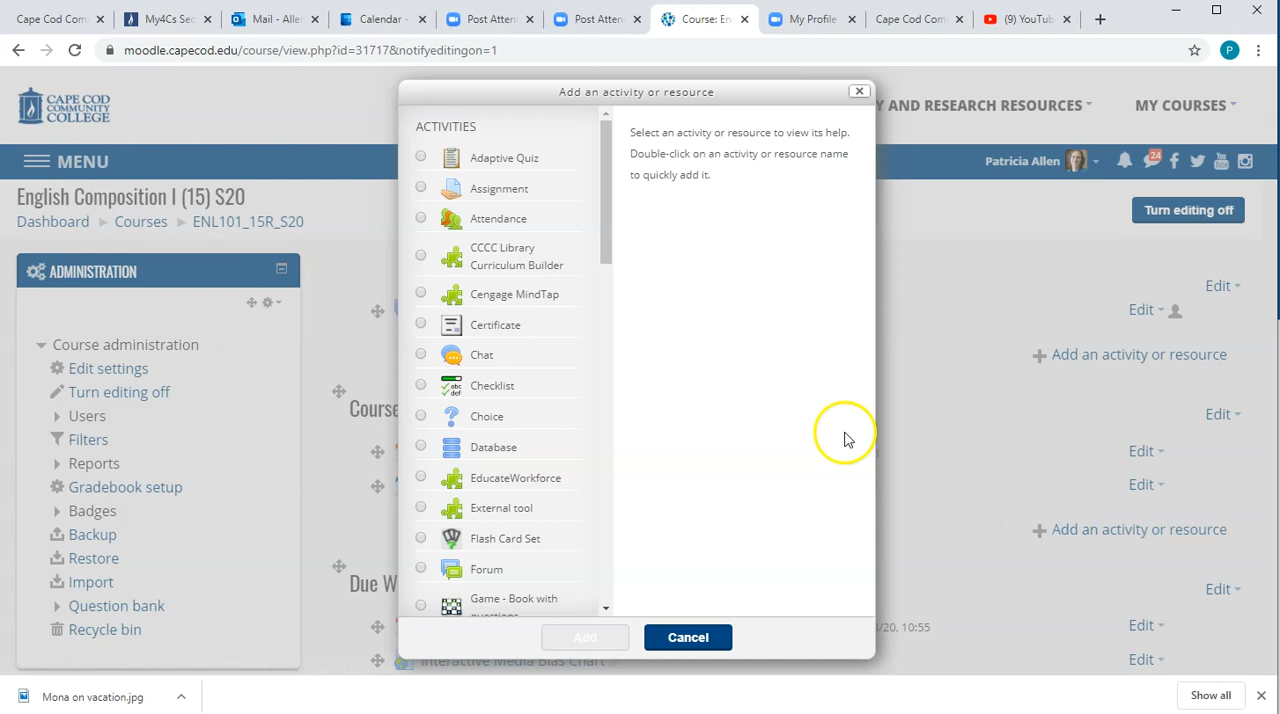 Cape Cod Com
My4Cs Sec
Mail - Alle
Calendar -
Post Atten
Post Atten
Course: En
My Profile
Cape Cod Com
(9) YouTub
moodle.capecod.edu/course/view.php?id=31717&notifyeditingon=1
P
CAPE COD
COMMUNITY
COLLEGE
Y AND RESEARCH RESOURCES
MY COURSES
MENU
Patricia Allen
24
English Composition I (15) S20
Dashboard
Courses
ENL101_15R_S20
Turn editing off
ADMINISTRATION
Course administration
Edit settings
Turn editing off
Users
Filters
Reports
Gradebook setup
Badges
Backup
Restore
Import
Question bank
Recycle bin
Add an activity or resource
ACTIVITIES
Adaptive Quiz
Assignment
Attendance
CCCC Library
Curriculum Builder
Cengage MindTap
Certificate
Chat
Checklist
abc
def
Choice
Database
EducateWorkforce
External tool
Flash Card Set
Forum
Game - Book with
questions
Select an activity or resource to view its help.
Double-click on an activity or resource name
to quickly add it.
Add
Cancel
Edit
Edit
Add an activity or resource
Course
Edit
Edit
Edit
Add an activity or resource
Due W
Edit
/20, 10:55
Edit
Interactive Media Bias Chart
Edit
Mona on vacation.jpg
Show all